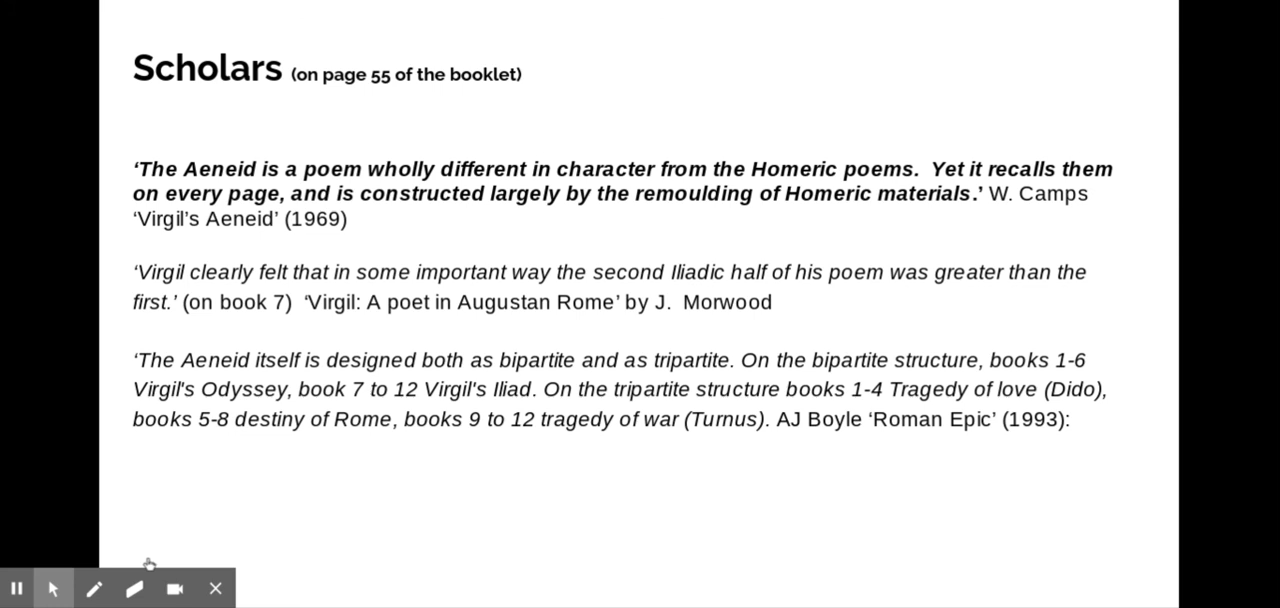 Scholars (on page 55 of the booklet)
‘The Aeneid is a poem wholly different in character from the Homeric poems.  Yet it recalls them
on every page, and is constructed largely by the remoulding of Homeric materials.’ W. Camps
‘Virgil’s Aeneid’ (1969)
‘Virgil clearly felt that in some important way the second Iliadic half of his poem was greater than the
first.’ (on book 7)  ‘Virgil: A poet in Augustan Rome’ by J.  Morwood
‘The Aeneid itself is designed both as bipartite and as tripartite. On the bipartite structure, books 1-6
Virgil's Odyssey, book 7 to 12 Virgil's Iliad. On the tripartite structure books 1-4 Tragedy of love (Dido),
books 5-8 destiny of Rome, books 9 to 12 tragedy of war (Turnus). AJ Boyle ‘Roman Epic’ (1993):